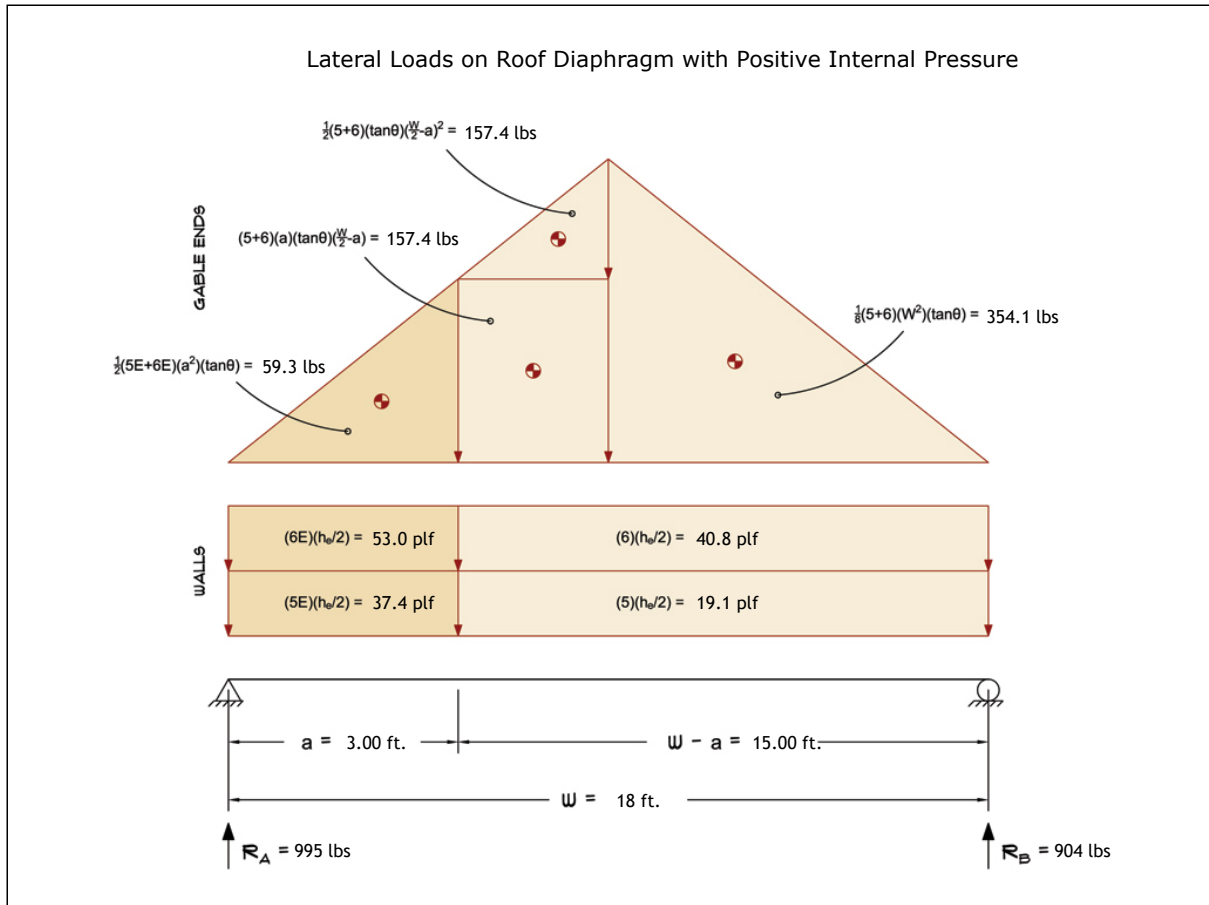 Lateral Loads on Roof Diaphragm with Positive Internal Pressure
½(5+6)(tanθ)(W/2-a)² = 157.4 lbs
GABLE ENDS
(5+6)(a)(tanθ)(W/2-a) = 157.4 lbs
⅛(5+6)(W²)(tanθ) = 354.1 lbs
½(5E+6E)(a²)(tanθ) = 59.3 lbs
WALLS
(6E)(hₑ/2) = 53.0 plf
(6)(hₑ/2) = 40.8 plf
(5E)(hₑ/2) = 37.4 plf
(5)(hₑ/2) = 19.1 plf
a = 3.00 ft.
W - a = 15.00 ft.
W = 18 ft.
R_A = 995 lbs
R_B = 904 lbs